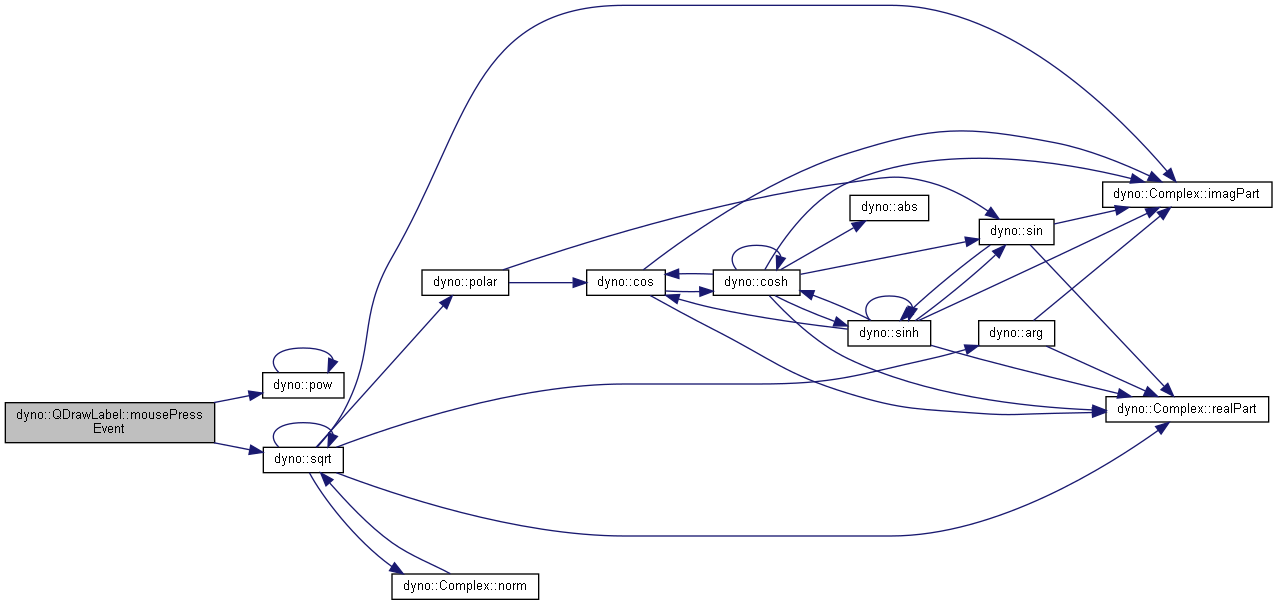 dyno::QDrawLabel::mousePress
Event
dyno::pow
dyno::sqrt
dyno::polar
dyno::Complex::norm
dyno::cos
dyno::cosh
dyno::abs
dyno::sinh
dyno::sin
dyno::arg
dyno::Complex::imagPart
dyno::Complex::realPart